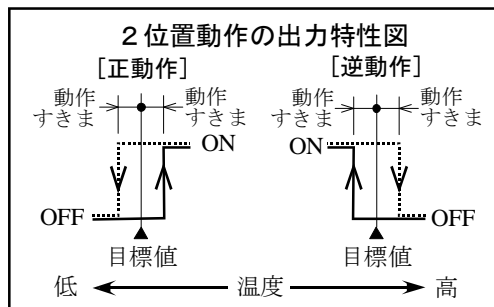 ２位置動作の出力特性図
［正動作］ ［逆動作］
動作 動作 動作 動作
すきま すきま すきま すきま
ON ON
OFF OFF
目標値 目標値
低 温度 高